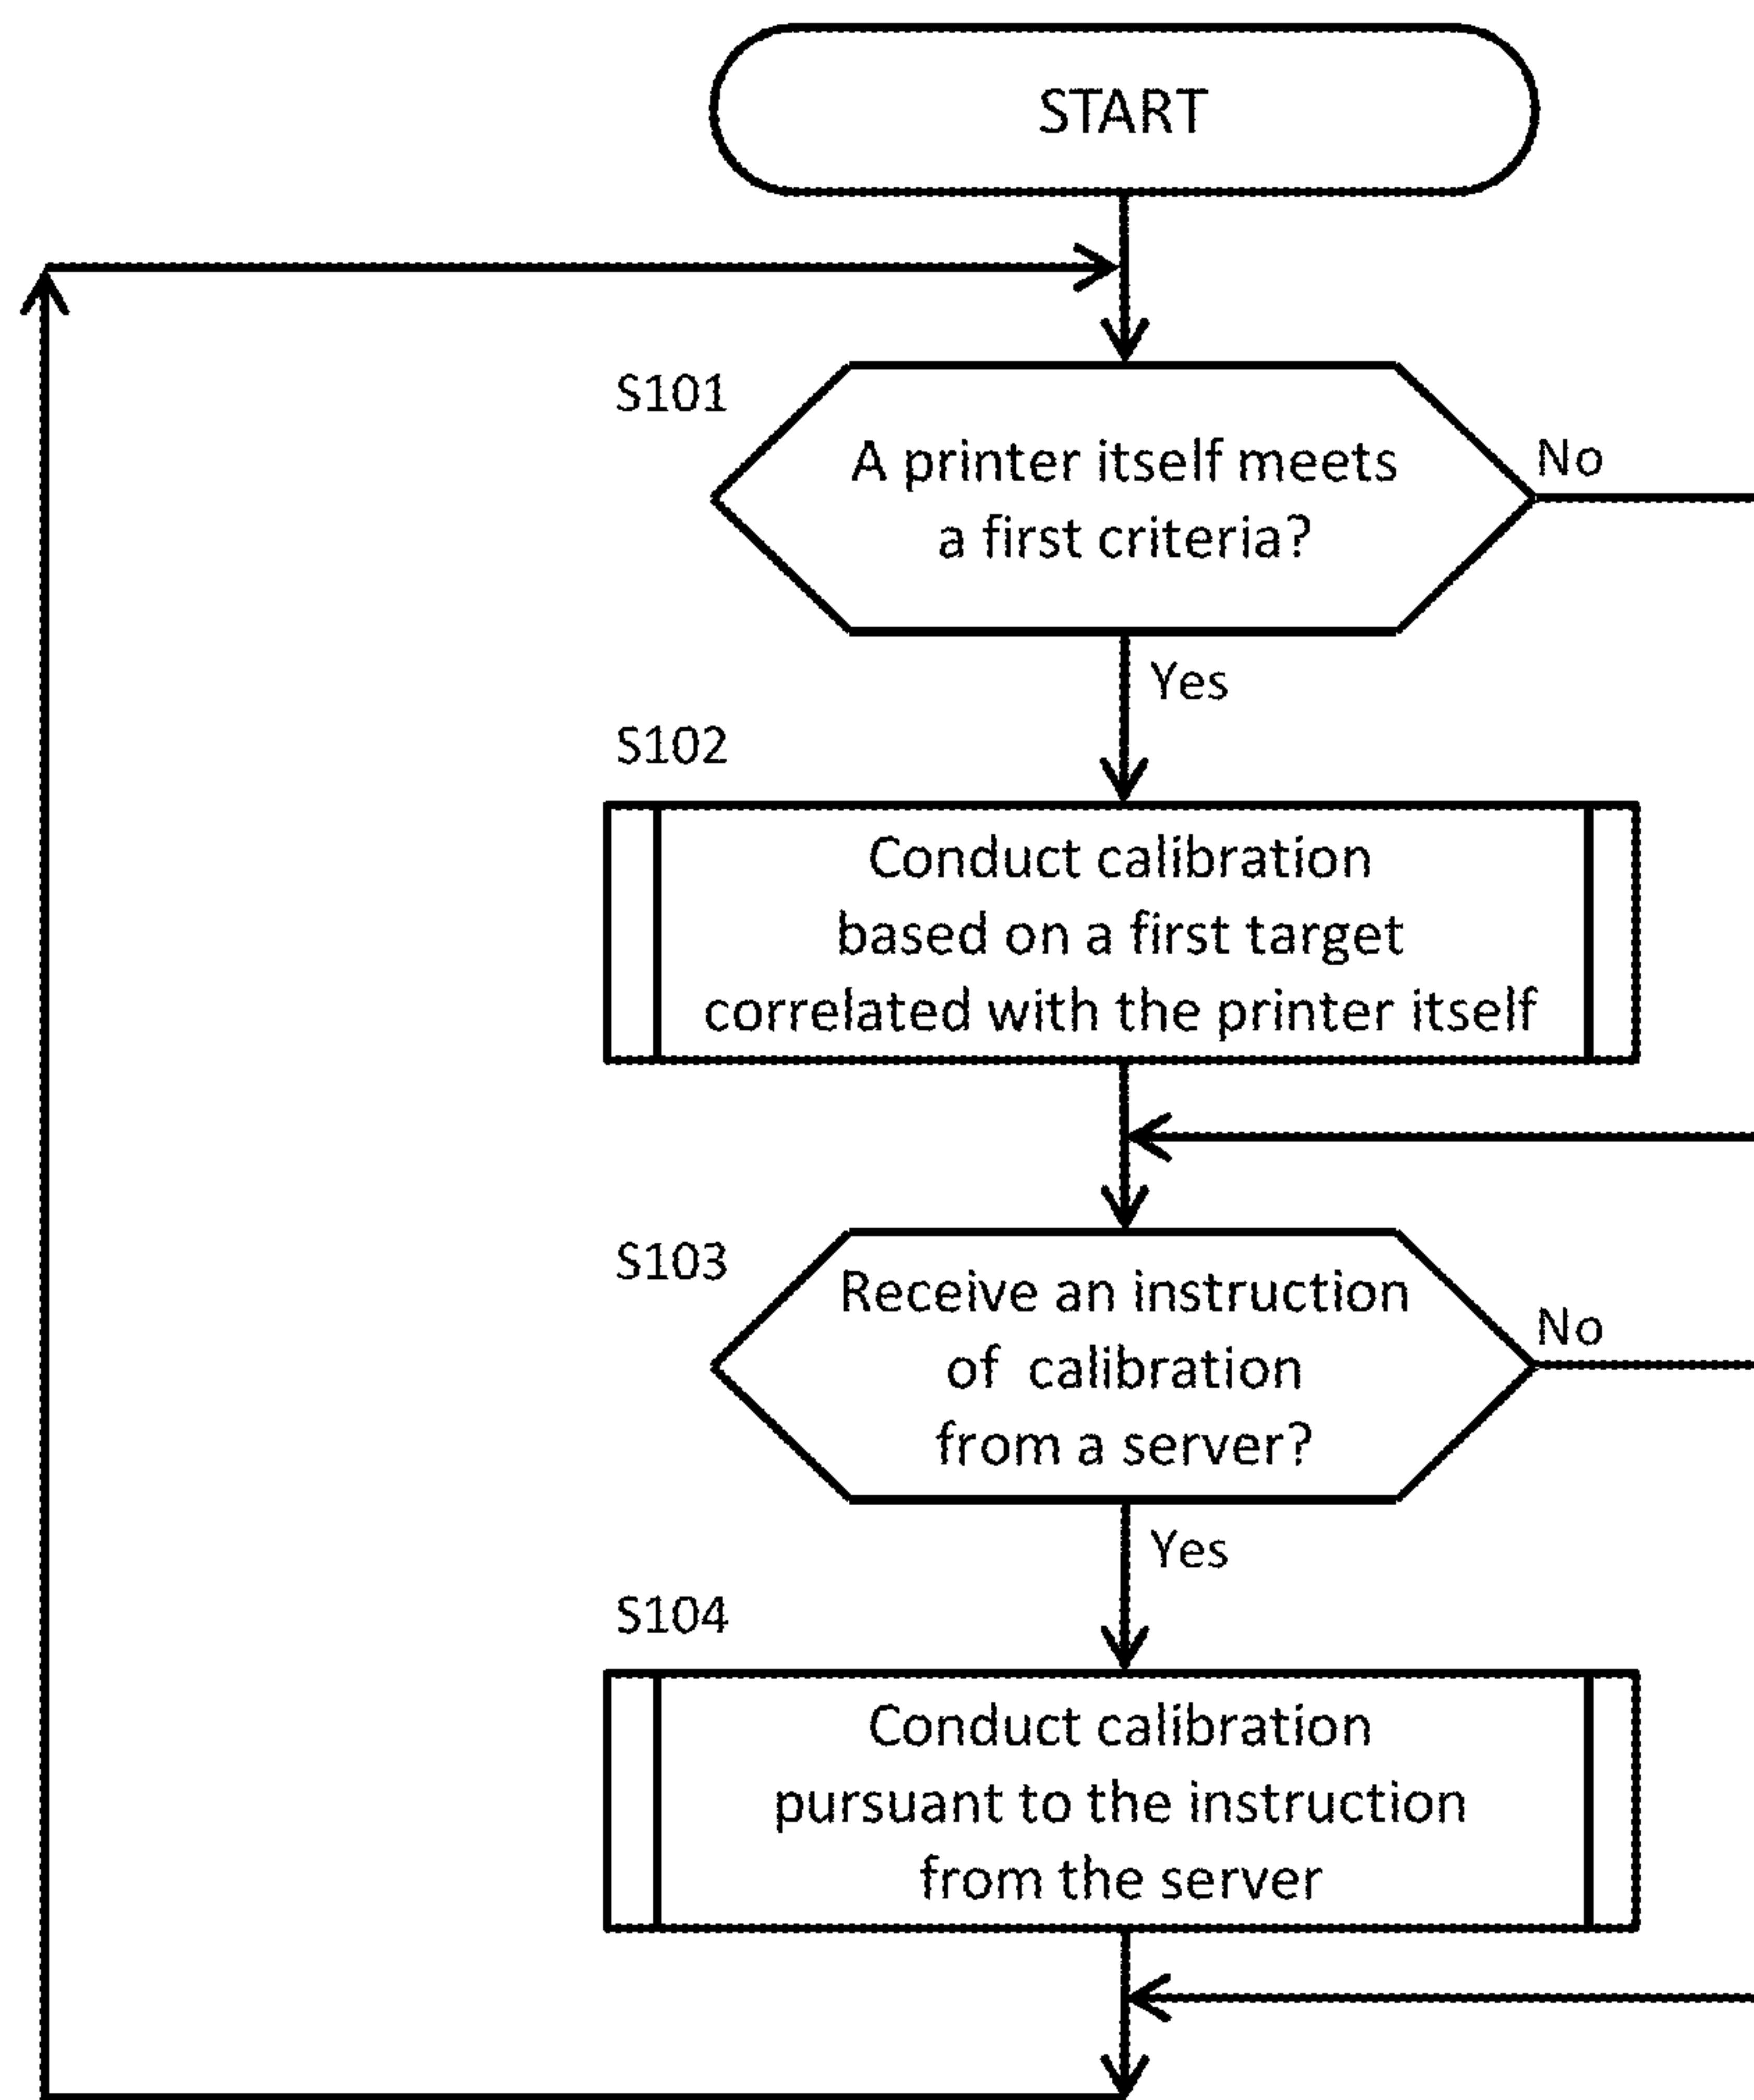 START
S101
A printer itself meets
a first criteria?
No
Yes
S102
Conduct calibration
based on a first target
correlated with the printer itself
S103
Receive an instruction
of calibration
from a server?
No
Yes
S104
Conduct calibration
pursuant to the instruction
from the server